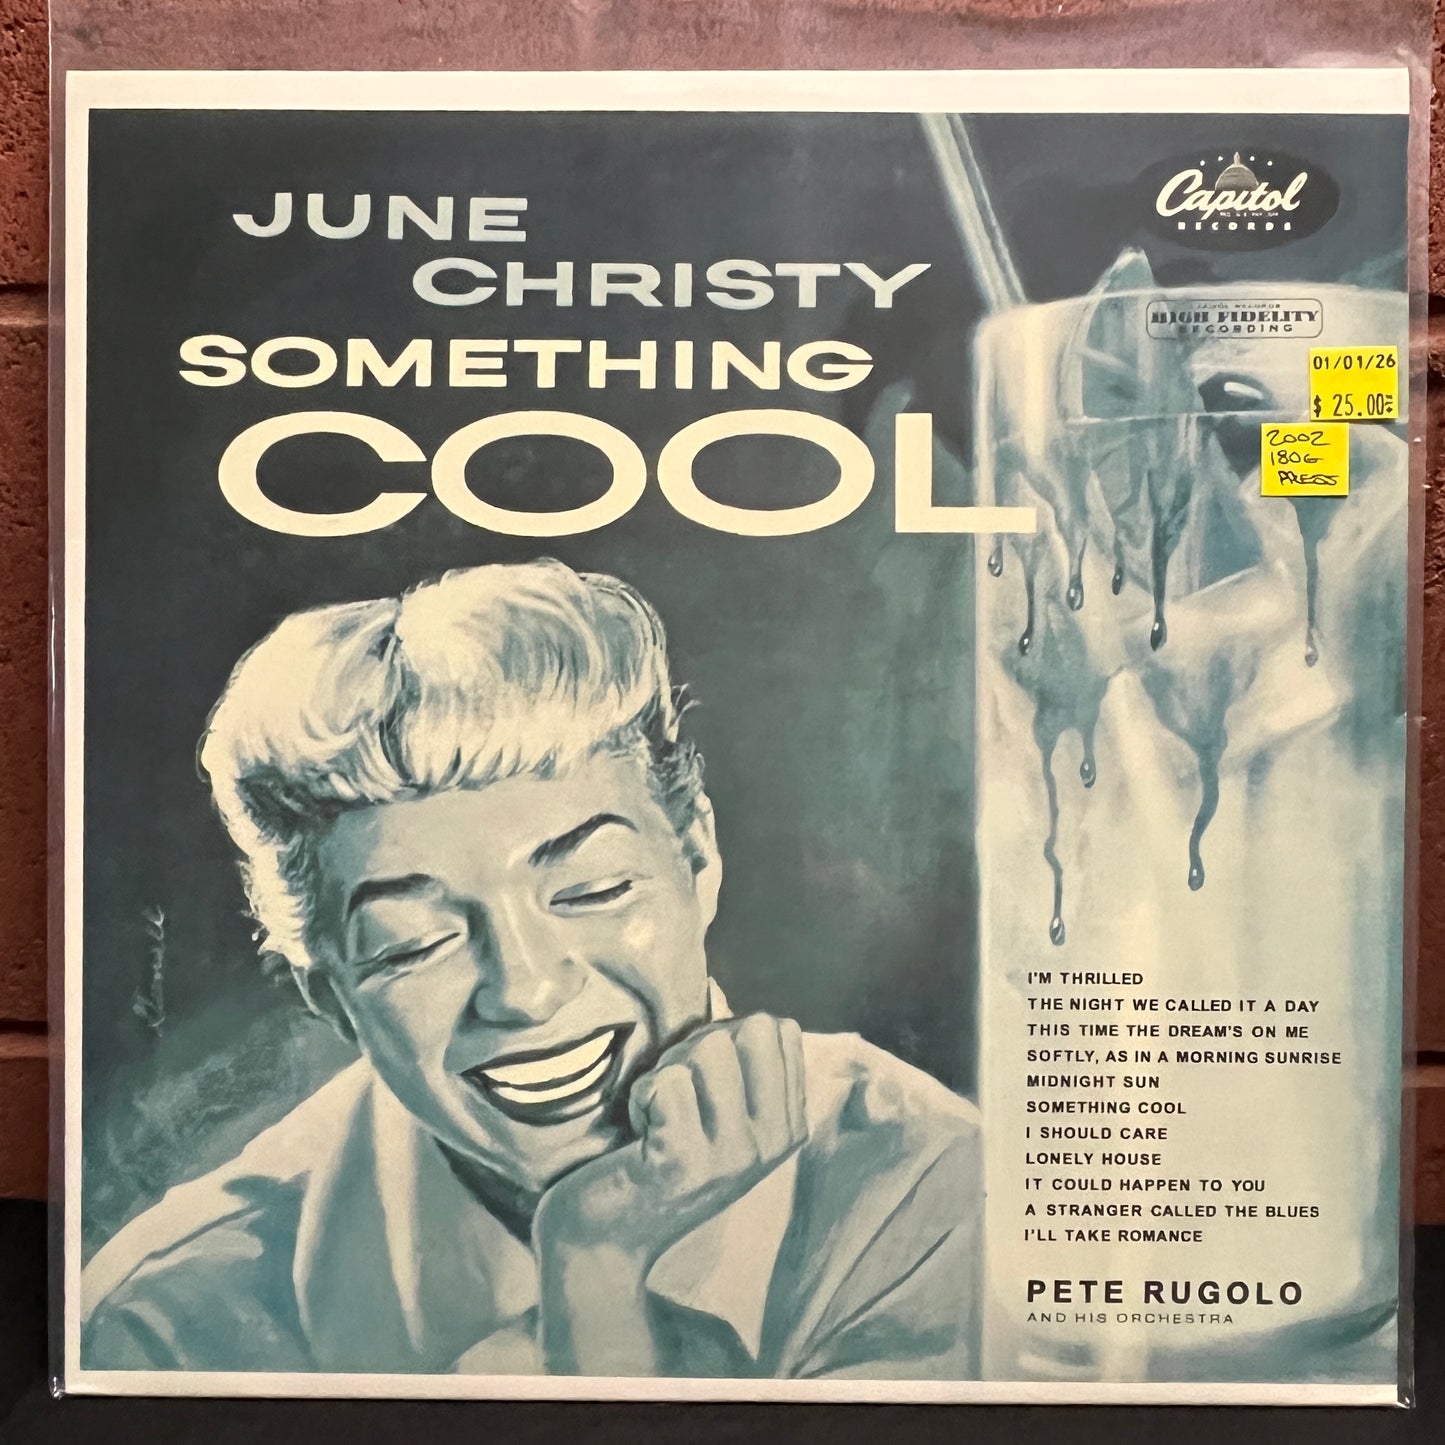 JUNE
CHRISTY
SOMETHING
COOL
Capitol
RECORDS
HIGH FIDELITY
RECORDING
01/01/26
$ 25.00
2002
180G
PRESS
I'M THRILLED
THE NIGHT WE CALLED IT A DAY
THIS TIME THE DREAM'S ON ME
SOFTLY, AS IN A MORNING SUNRISE
MIDNIGHT SUN
SOMETHING COOL
I SHOULD CARE
LONELY HOUSE
IT COULD HAPPEN TO YOU
A STRANGER CALLED THE BLUES
I'LL TAKE ROMANCE
PETE RUGOLO
AND HIS ORCHESTRA